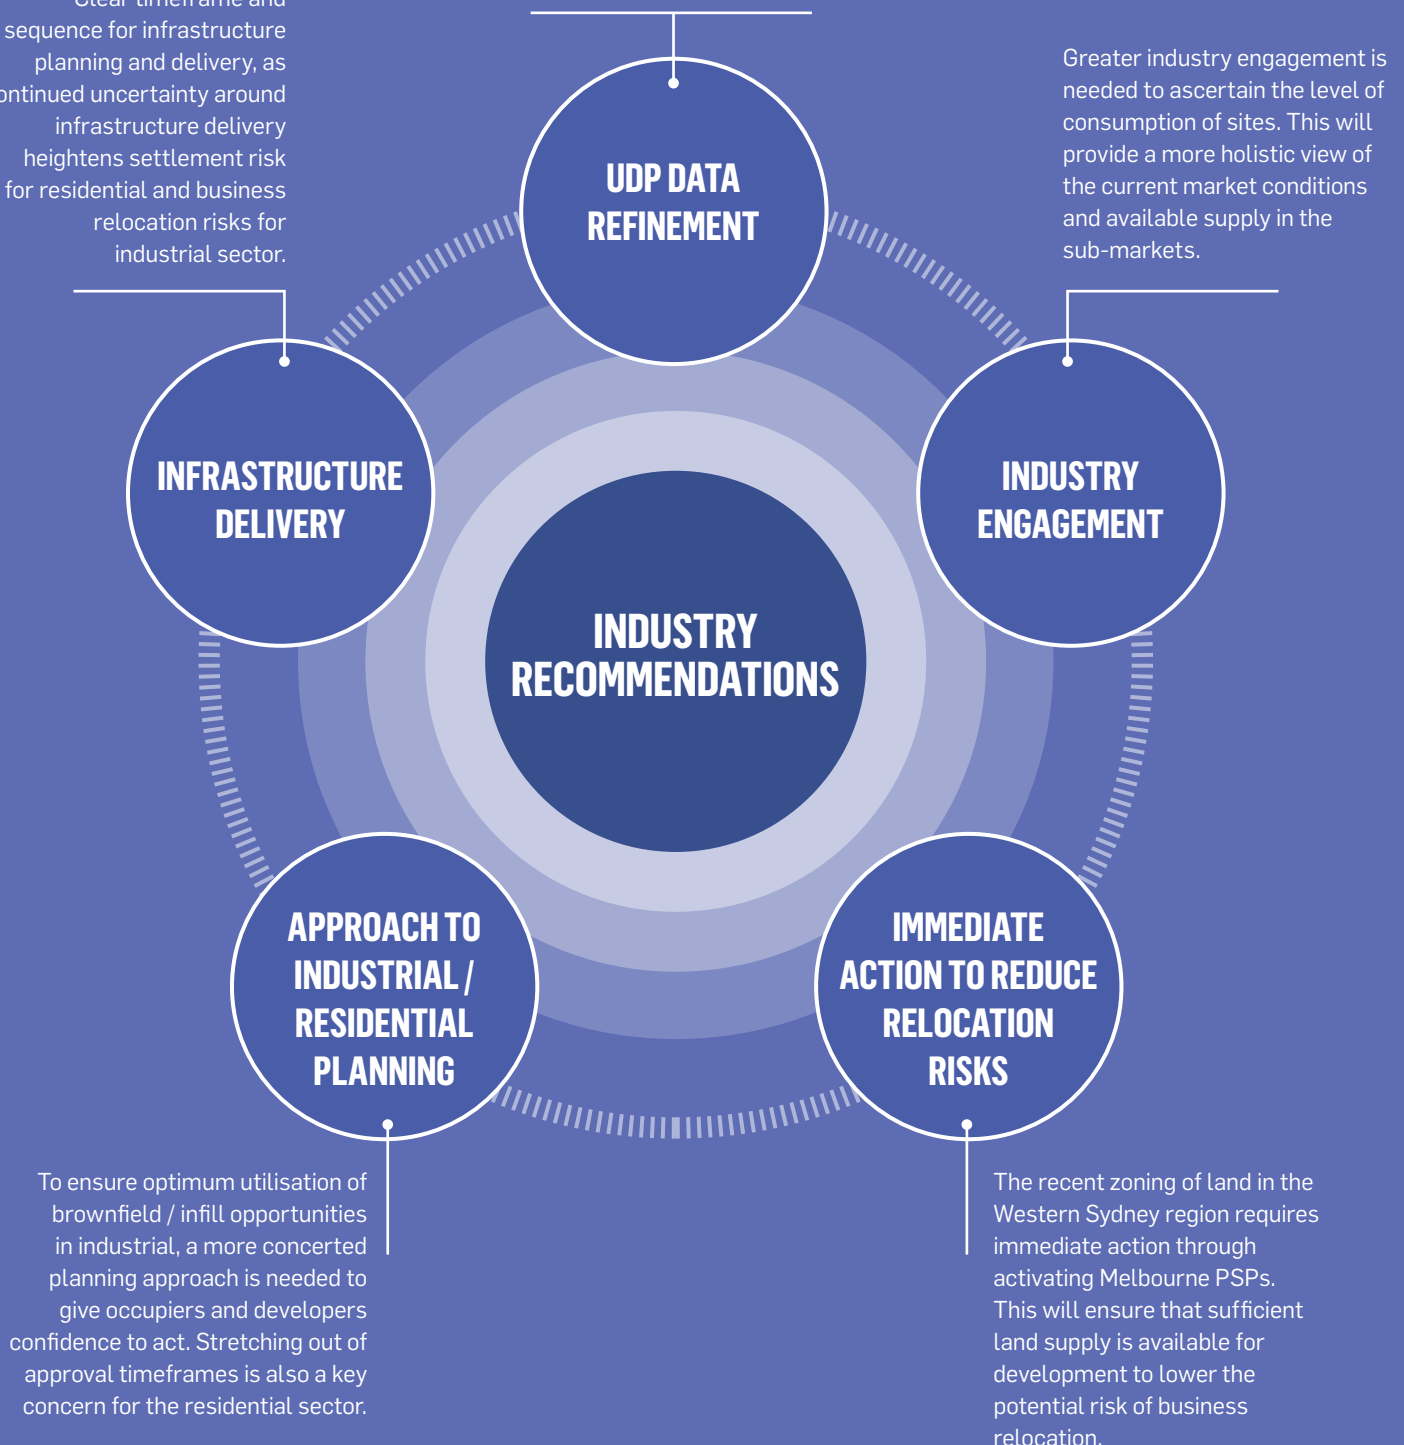 Clear timeframe and
sequence for infrastructure
planning and delivery, as
continued uncertainty around
infrastructure delivery
heightens settlement risk
for residential and business
relocation risks for
industrial sector.
Greater industry engagement is
needed to ascertain the level of
consumption of sites. This will
provide a more holistic view of
the current market conditions
and available supply in the
sub-markets.
UDP DATA
REFINEMENT
INFRASTRUCTURE
DELIVERY
INDUSTRY
ENGAGEMENT
INDUSTRY
RECOMMENDATIONS
APPROACH TO
INDUSTRIAL /
RESIDENTIAL
PLANNING
IMMEDIATE
ACTION TO REDUCE
RELOCATION
RISKS
To ensure optimum utilisation of
brownfield / infill opportunities
in industrial, a more concerted
planning approach is needed to
give occupiers and developers
confidence to act. Stretching out of
approval timeframes is also a key
concern for the residential sector.
The recent zoning of land in the
Western Sydney region requires
immediate action through
activating Melbourne PSPs.
This will ensure that sufficient
land supply is available for
development to lower the
potential risk of business
relocation.